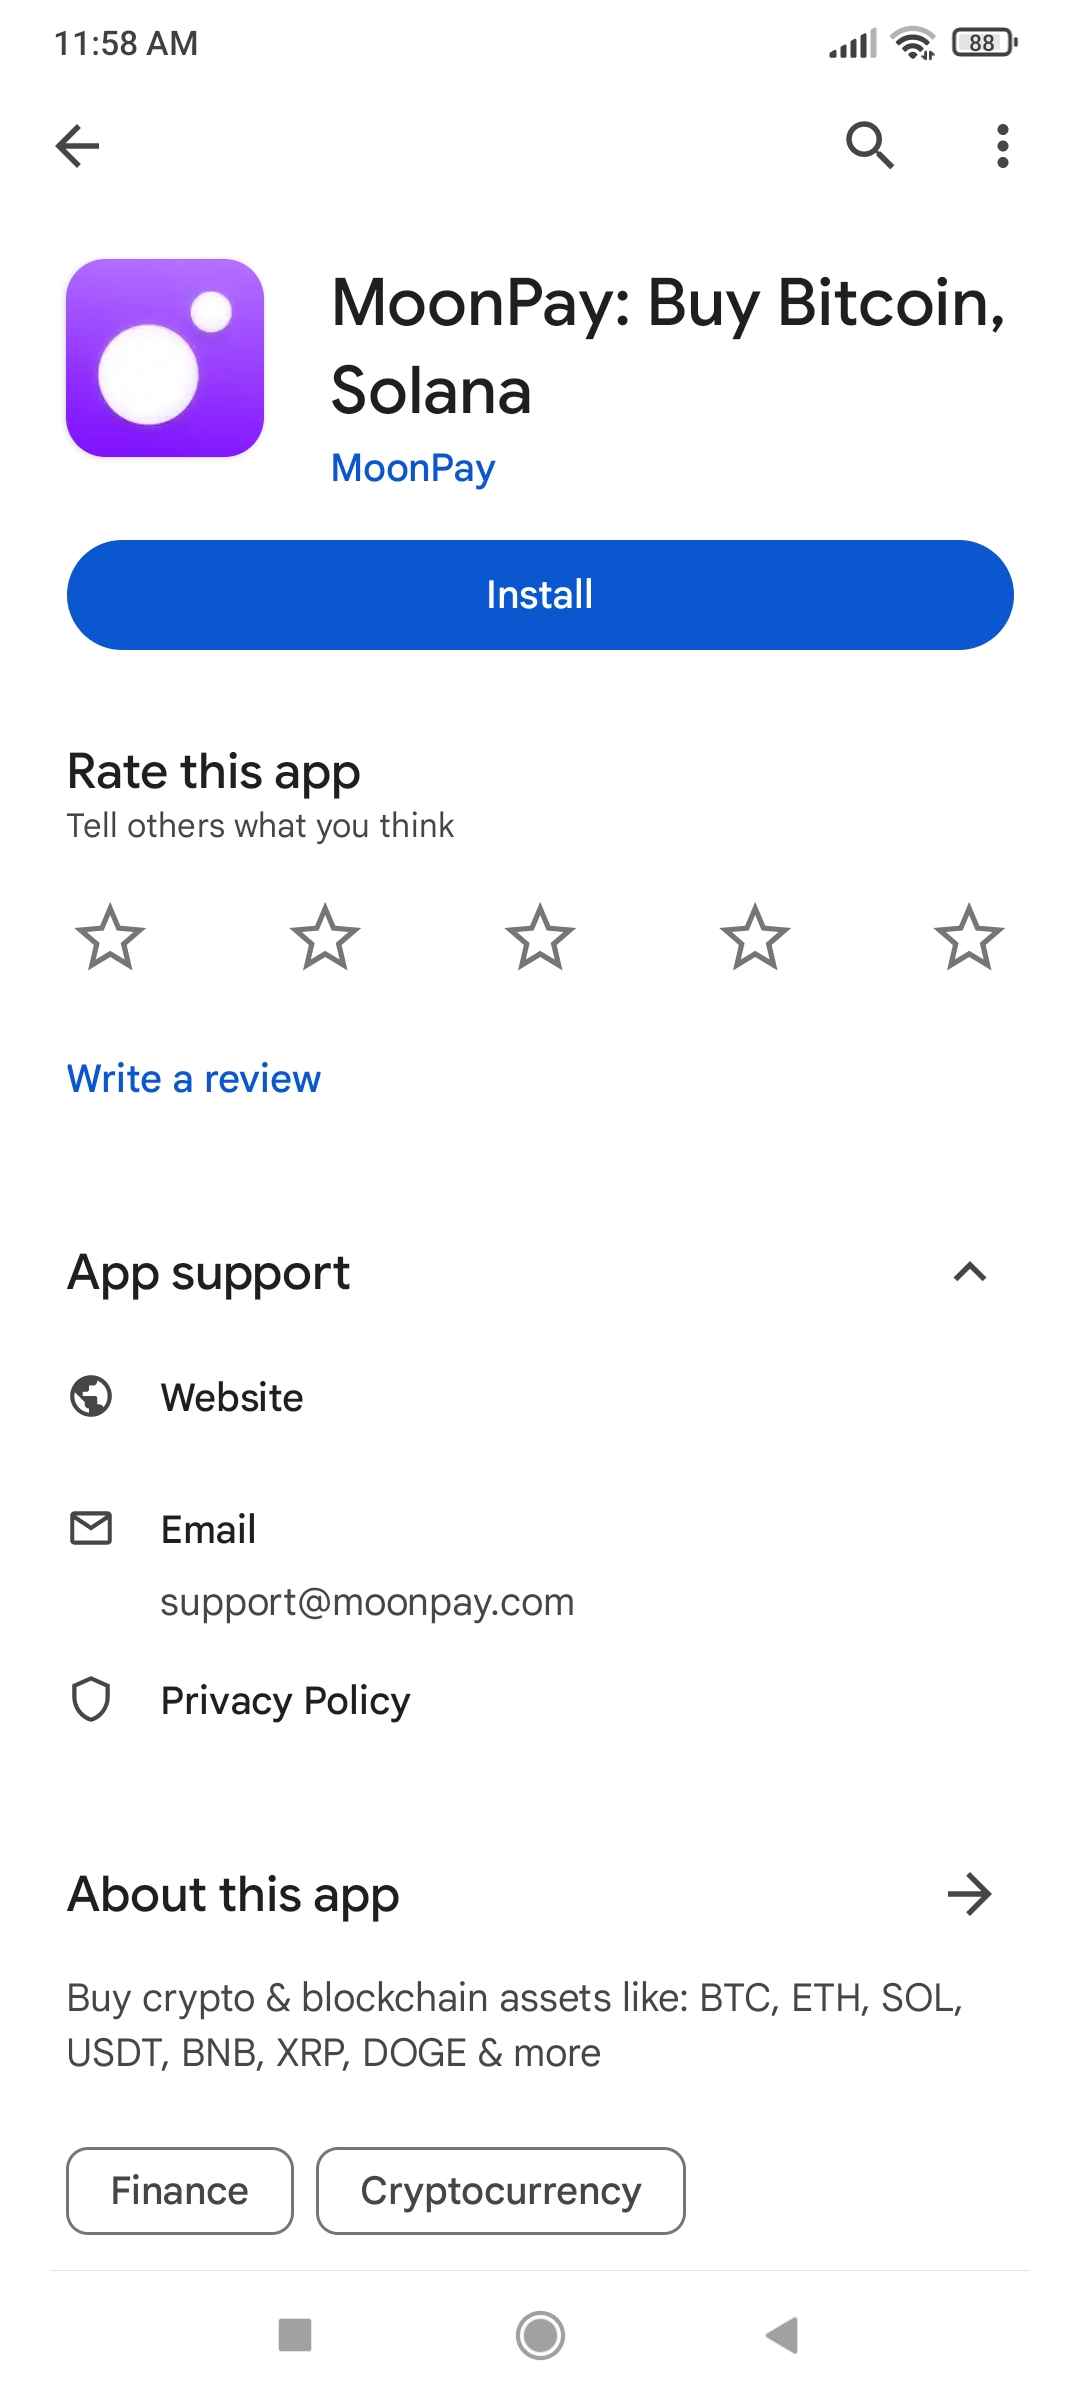 11:58 AM
88
MoonPay: Buy Bitcoin,
Solana
MoonPay
Install
Rate this app
Tell others what you think
Write a review
App support
Website
Email
support@moonpay.com
Privacy Policy
About this app
Buy crypto & blockchain assets like: BTC, ETH, SOL,
USDT, BNB, XRP, DOGE & more
Finance
Cryptocurrency